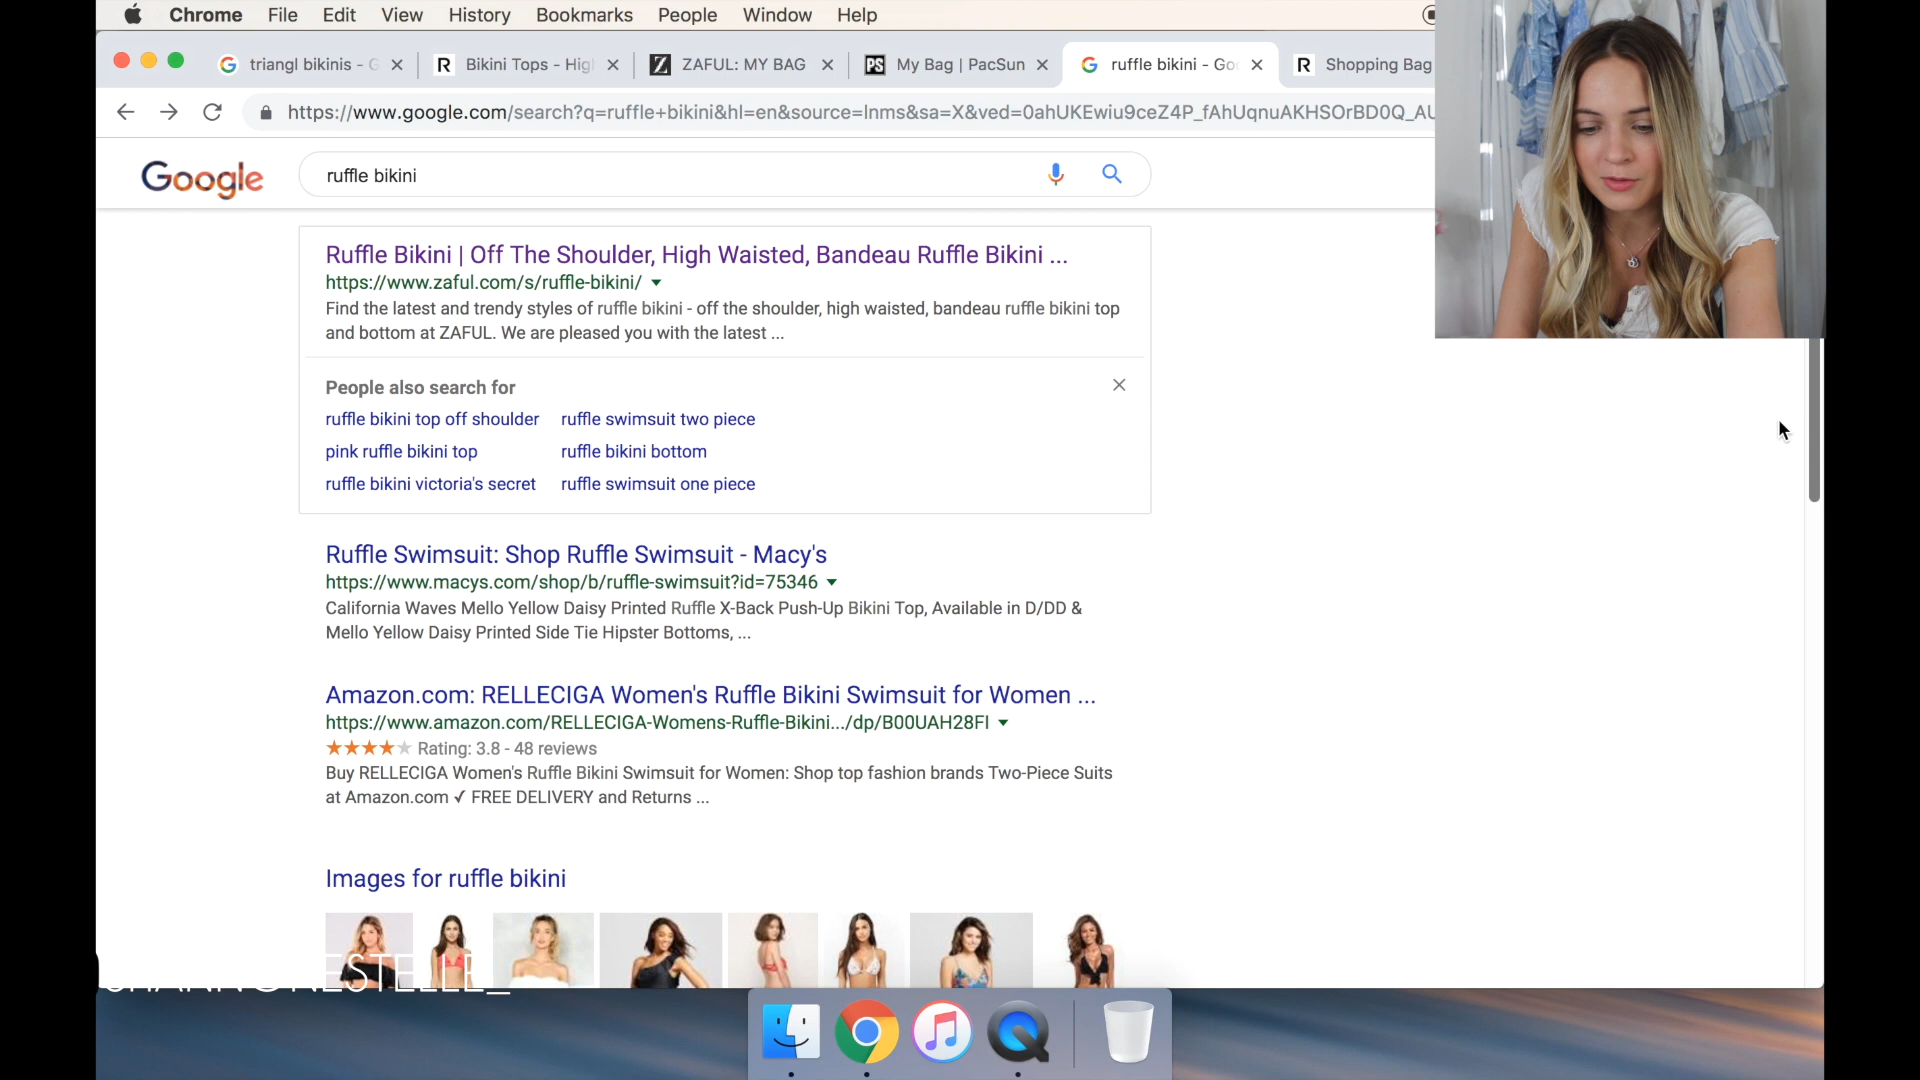 Chrome File Edit View History Bookmarks People Window Help
triangl bikinis - G
R Bikini Tops - Hig
Z ZAFUL: MY BAG
PS My Bag | PacSun
ruffle bikini - Go
R Shopping Bag
https://www.google.com/search?q=ruffle+bikini&hl=en&source=lnms&sa=X&ved=0ahUKEwiu9ceZ4P_fAhUqnuAKHSOrBD0Q_AU
Google
ruffle bikini
Ruffle Bikini | Off The Shoulder, High Waisted, Bandeau Ruffle Bikini ...
https://www.zaful.com/s/ruffle-bikini/
Find the latest and trendy styles of ruffle bikini - off the shoulder, high waisted, bandeau ruffle bikini top
and bottom at ZAFUL. We are pleased you with the latest ...
People also search for
ruffle bikini top off shoulder ruffle swimsuit two piece
pink ruffle bikini top ruffle bikini bottom
ruffle bikini victoria's secret ruffle swimsuit one piece
Ruffle Swimsuit: Shop Ruffle Swimsuit - Macy's
https://www.macys.com/shop/b/ruffle-swimsuit?id=75346
California Waves Mello Yellow Daisy Printed Ruffle X-Back Push-Up Bikini Top, Available in D/DD &
Mello Yellow Daisy Printed Side Tie Hipster Bottoms, ...
Amazon.com: RELLECIGA Women's Ruffle Bikini Swimsuit for Women ...
https://www.amazon.com/RELLECIGA-Womens-Ruffle-Bikini.../dp/B00UAH28FI
Rating: 3.8 - 48 reviews
Buy RELLECIGA Women's Ruffle Bikini Swimsuit for Women: Shop top fashion brands Two-Piece Suits
at Amazon.com ✓ FREE DELIVERY and Returns ...
Images for ruffle bikini